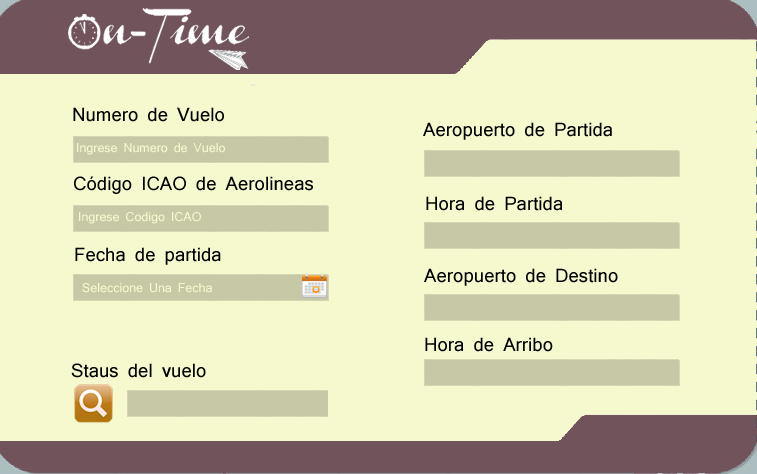 On-Time
Numero de Vuelo
Ingrese Numero de Vuelo
Código ICAO de Aerolineas
Ingrese Codigo ICAO
Fecha de partida
Seleccione Una Fecha
Staus del vuelo
Aeropuerto de Partida
Hora de Partida
Aeropuerto de Destino
Hora de Arribo